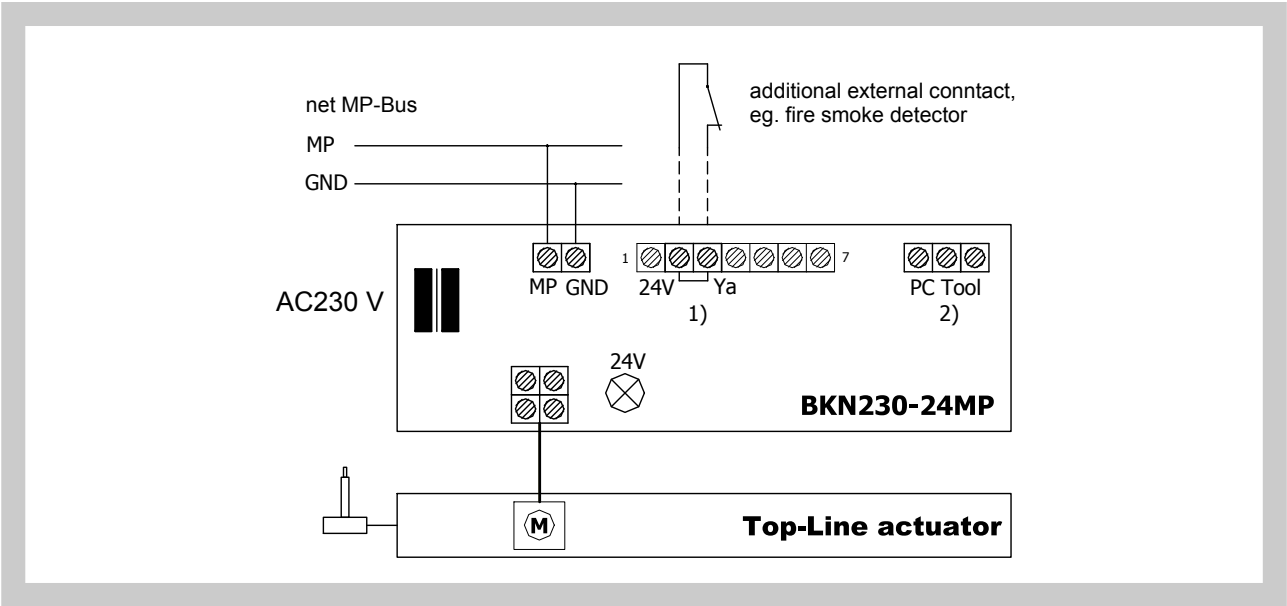 additional external conntact,
eg. fire smoke detector
net MP-Bus
MP
GND
1
7
MP GND
24V
Ya
1)
PC Tool
2)
AC230 V
24V
BKN230-24MP
M
Top-Line actuator